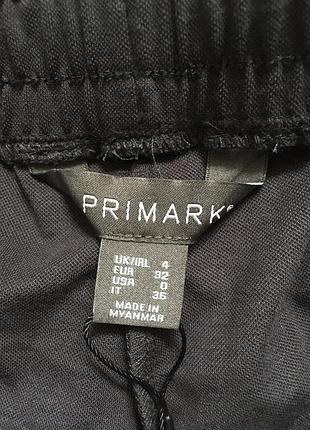 PRIMARK®
UK/IRL 4
EUR 32
USA 0
IT 36
MADE IN
MYANMAR